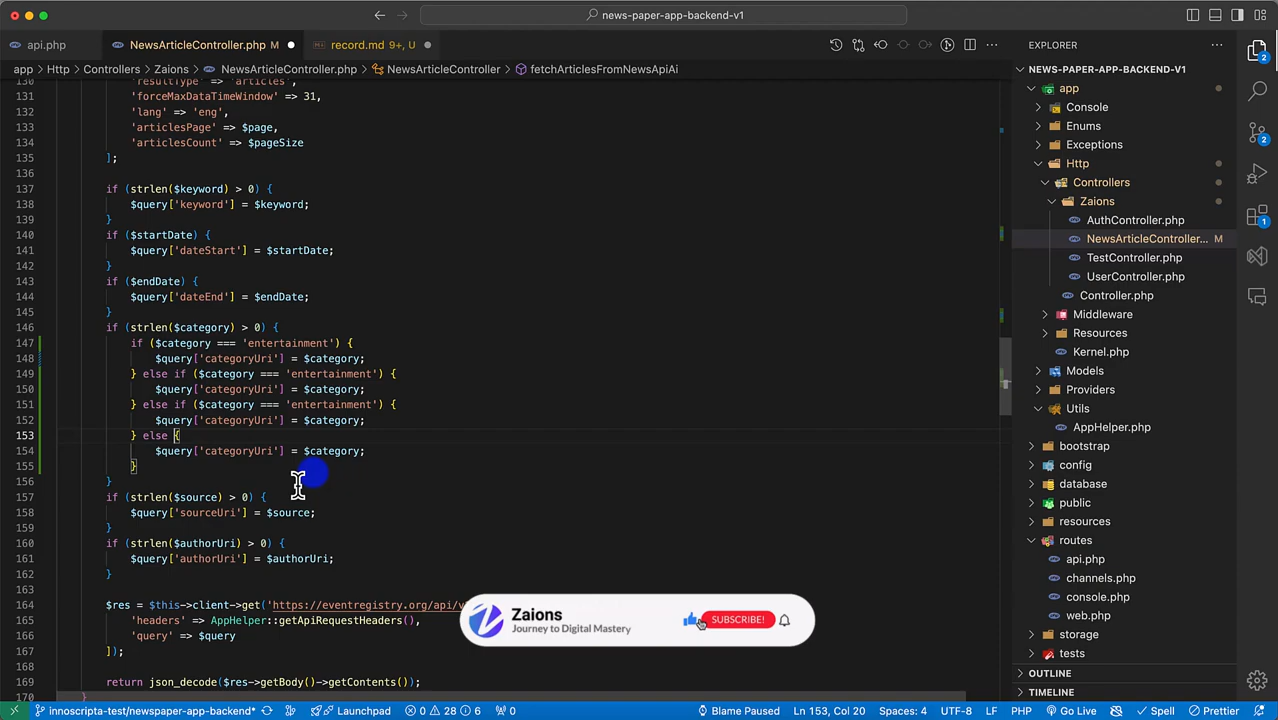 news-paper-app-backend-v1
api.php
NewsArticleController.php M
record.md 9+, U
EXPLORER
app > Http > Controllers > Zaions > NewsArticleController.php > NewsArticleController > fetchArticlesFromNewsApiAi
130 'resultType' => 'articles',
131 'forceMaxDataTimeWindow' => 31,
132 'lang' => 'eng',
133 'articlesPage' => $page,
134 'articlesCount' => $pageSize
135 ];
136
137 if (strlen($keyword) > 0) {
138 $query['keyword'] = $keyword;
139 }
140 if ($startDate) {
141 $query['dateStart'] = $startDate;
142 }
143 if ($endDate) {
144 $query['dateEnd'] = $endDate;
145 }
146 if (strlen($category) > 0) {
147 if ($category === 'entertainment') {
148 $query['categoryUri'] = $category;
149 } else if ($category === 'entertainment') {
150 $query['categoryUri'] = $category;
151 } else if ($category === 'entertainment') {
152 $query['categoryUri'] = $category;
153 } else {
154 $query['categoryUri'] = $category;
155 }
156 }
157 if (strlen($source) > 0) {
158 $query['sourceUri'] = $source;
159 }
160 if (strlen($authorUri) > 0) {
161 $query['authorUri'] = $authorUri;
162 }
163
164 $res = $this->client->get('https://eventregistry.org/api/v
165 'headers' => AppHelper::getApiRequestHeaders(),
166 'query' => $query
167 ]);
168
169 return json_decode($res->getBody()->getContents());
170 }
Zaions
Journey to Digital Mastery
SUBSCRIBE!
NEWS-PAPER-APP-BACKEND-V1
app
Console
Enums
Exceptions
Http
Controllers
Zaions
AuthController.php
NewsArticleController... M
TestController.php
UserController.php
Controller.php
Middleware
Resources
Kernel.php
Models
Providers
Utils
AppHelper.php
bootstrap
config
database
public
resources
routes
api.php
channels.php
console.php
web.php
storage
tests
OUTLINE
TIMELINE
2
2
1
innoscripta-test/newspaper-app-backend*
Launchpad
0 28 6
0
Blame Paused
Ln 153, Col 20
Spaces: 4
UTF-8
LF
PHP
Go Live
Spell
Prettier